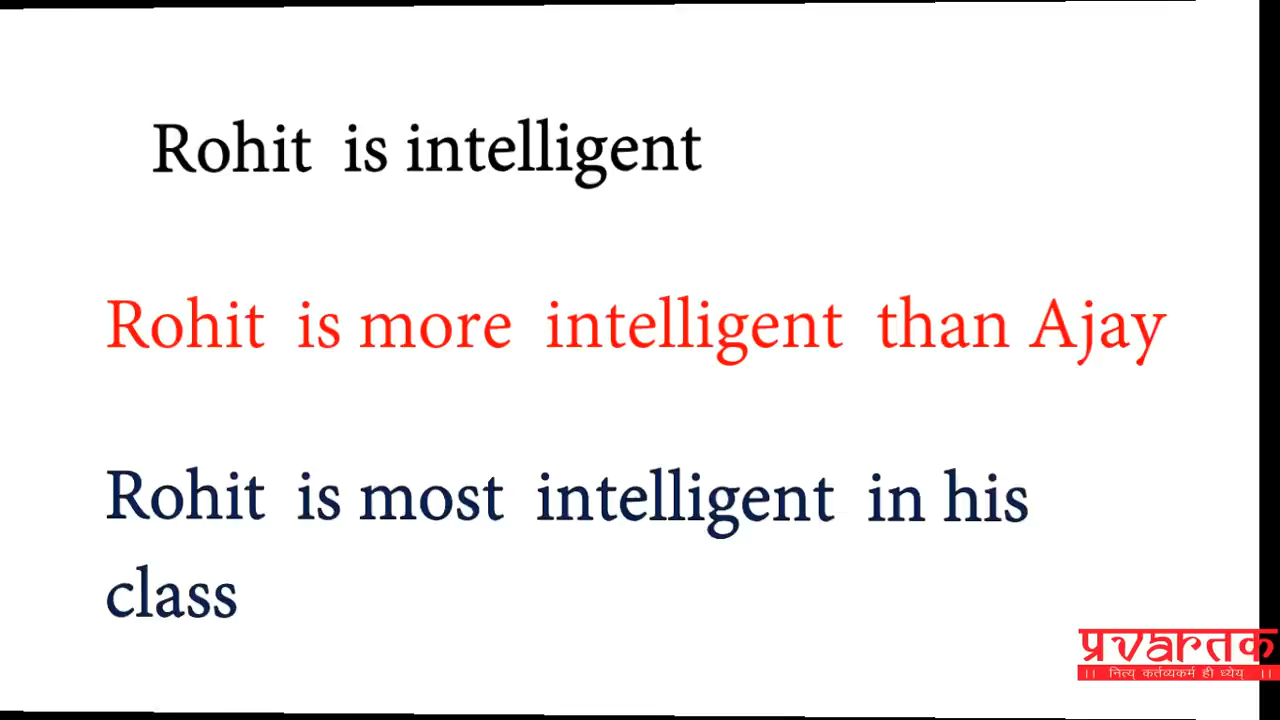 Rohit is intelligent
Rohit is more intelligent than Ajay
Rohit is most intelligent in his
class
प्रvaRतक
।। नित्य् कर्तव्यकर्म ही ध्येय् ।।